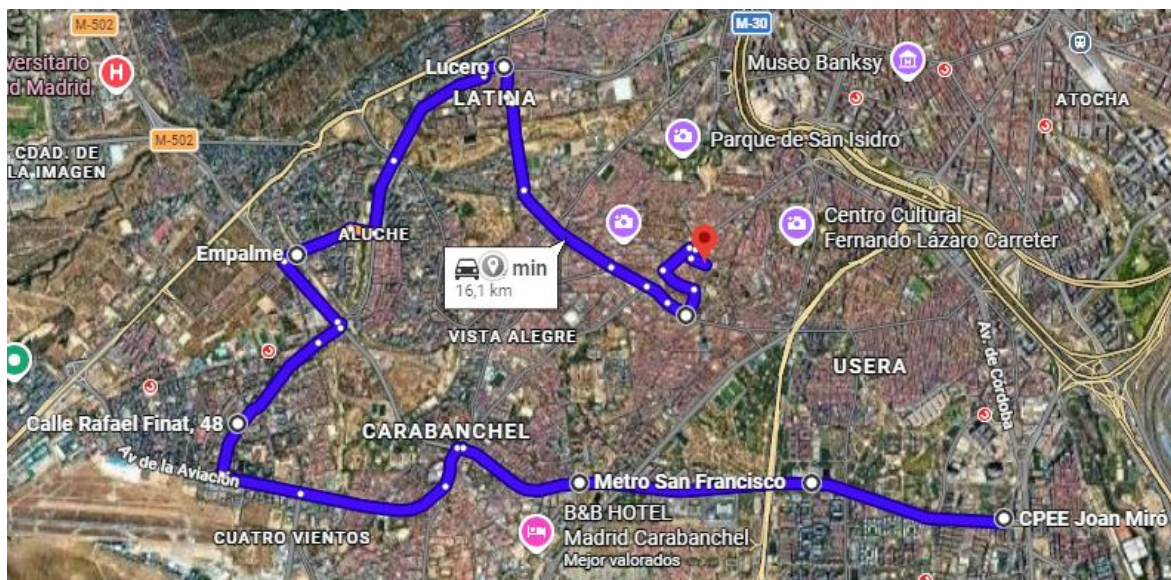 M-502
M-30
Lucero
LATINA
Museo Banksy
ATOCHA
versitario
d Madrid
H
M-502
CDAD. DE
LA IMAGEN
Parque de San Isidro
Centro Cultural
Fernando Lázaro Carreter
ALUCHE
Empalme
min
16,1 km
VISTA ALEGRE
USERA
Av. de Córdoba
Calle Rafael Finat, 48
CARABANCHEL
Av de la Aviación
Metro San Francisco
CPEE Joan Miró
B&B HOTEL
Madrid Carabanchel
Mejor valorados
CUATRO VIENTOS